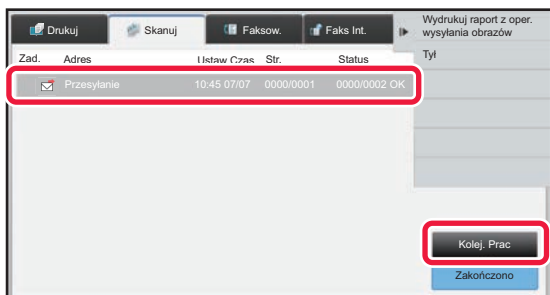 Drukuj Skanuj Faksow. Faks Int.
Wydrukuj raport z oper.
wysyłania obrazów
Tył
Zad. Adres Ustaw Czas Str. Status
Przesyłanie 10:45 07/07 0000/0001 0000/0002 OK
Kolej. Prac
Zakończono